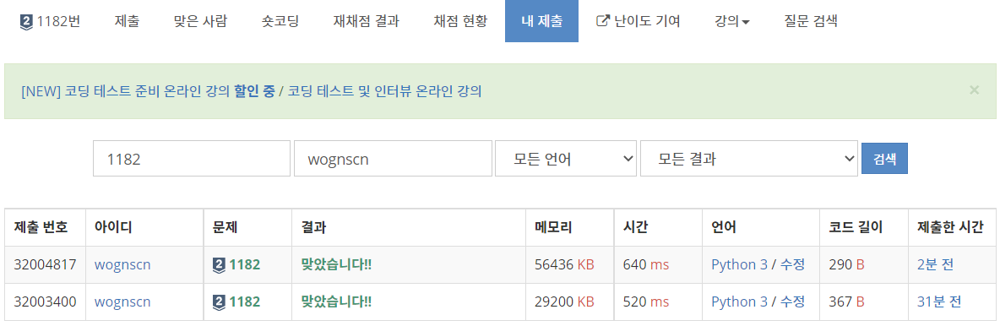 2 1182번 제출 맞은 사람 숏코딩 재채점 결과 채점 현황 내 제출 난이도 기여 강의 질문 검색
[NEW] 코딩 테스트 준비 온라인 강의 할인 중 / 코딩 테스트 및 인터뷰 온라인 강의 ×
1182 wognscn 모든 언어 모든 결과 검색
제출 번호 아이디 문제 결과 메모리 시간 언어 코드 길이 제출한 시간
32004817 wognscn 2 1182 맞았습니다!! 56436 KB 640 ms Python 3 / 수정 290 B 2분 전
32003400 wognscn 2 1182 맞았습니다!! 29200 KB 520 ms Python 3 / 수정 367 B 31분 전